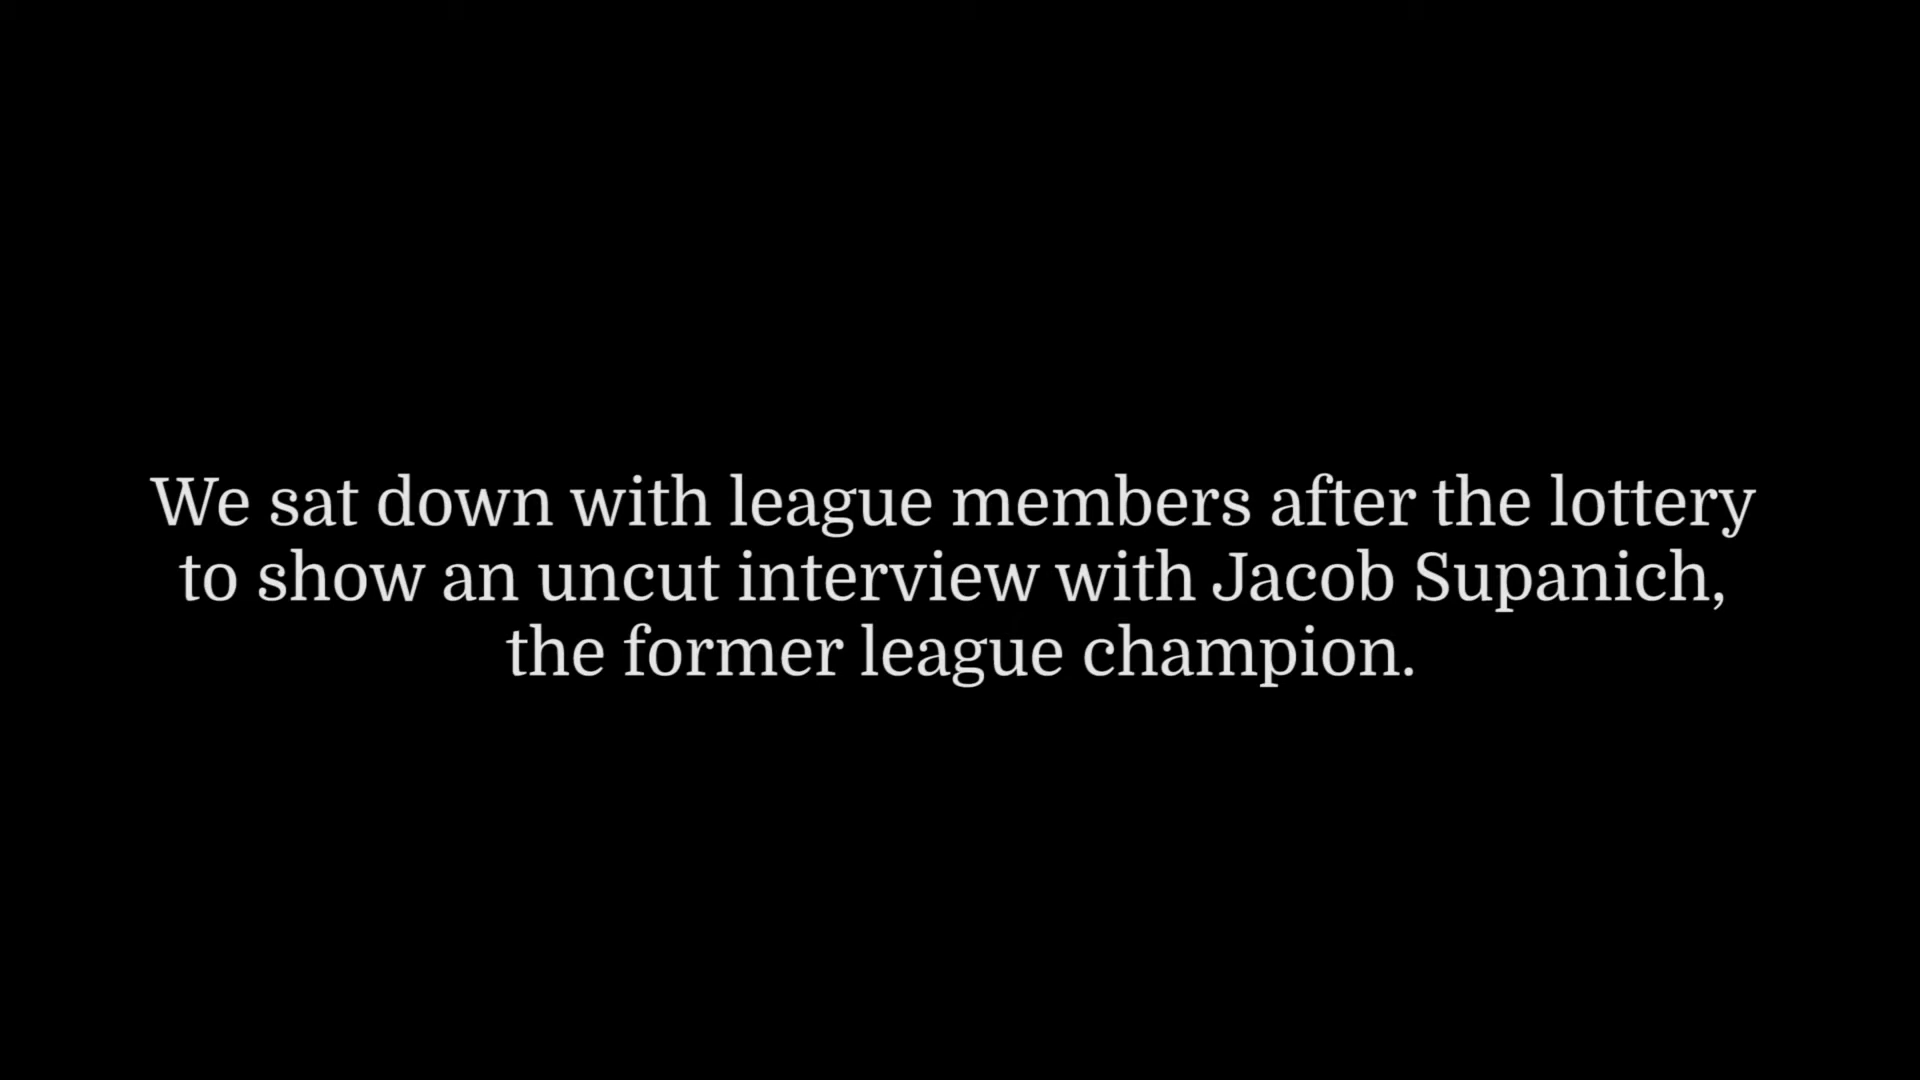 We sat down with league members after the lottery
to show an uncut interview with Jacob Supanich,
the former league champion.